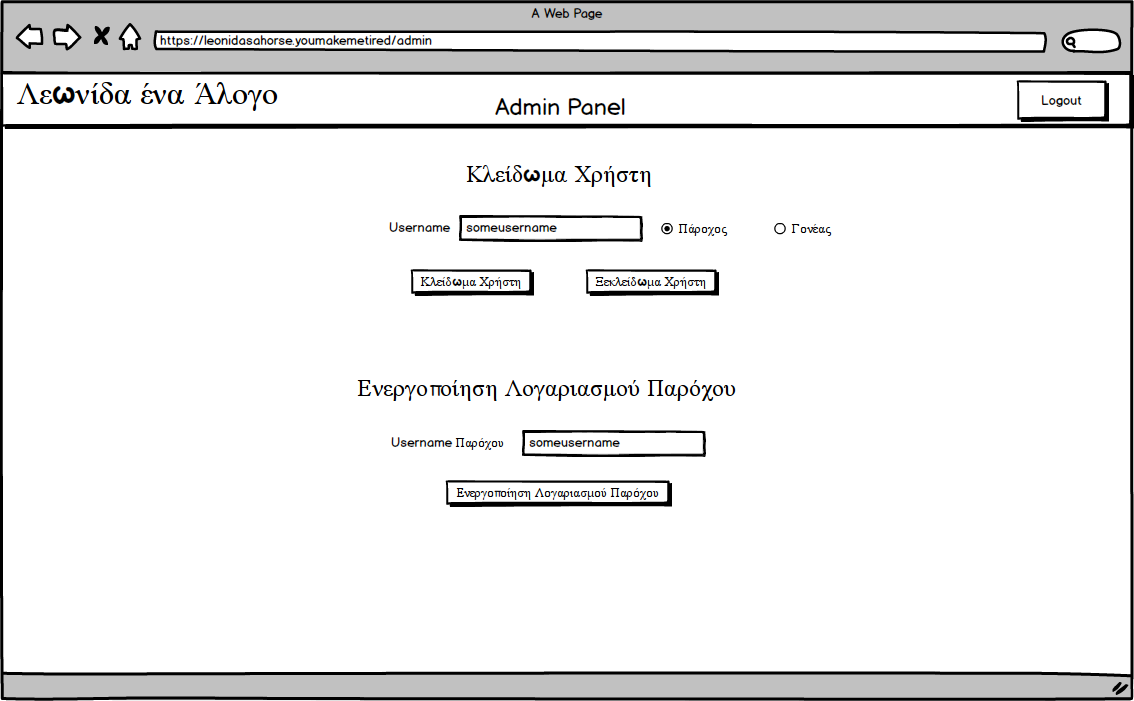 A Web Page
https://leonidasahorse.youmakemetired/admin
Λεωνίδα ένα Άλογο
Admin Panel
Logout
Κλείδωμα Χρήστη
Username someusername Πάροχος Γονέας
Κλείδωμα Χρήστη Ξεκλείδωμα Χρήστη
Ενεργοποίηση Λογαριασμού Παρόχου
Username Παρόχου someusername
Ενεργοποίηση Λογαριασμού Παρόχου